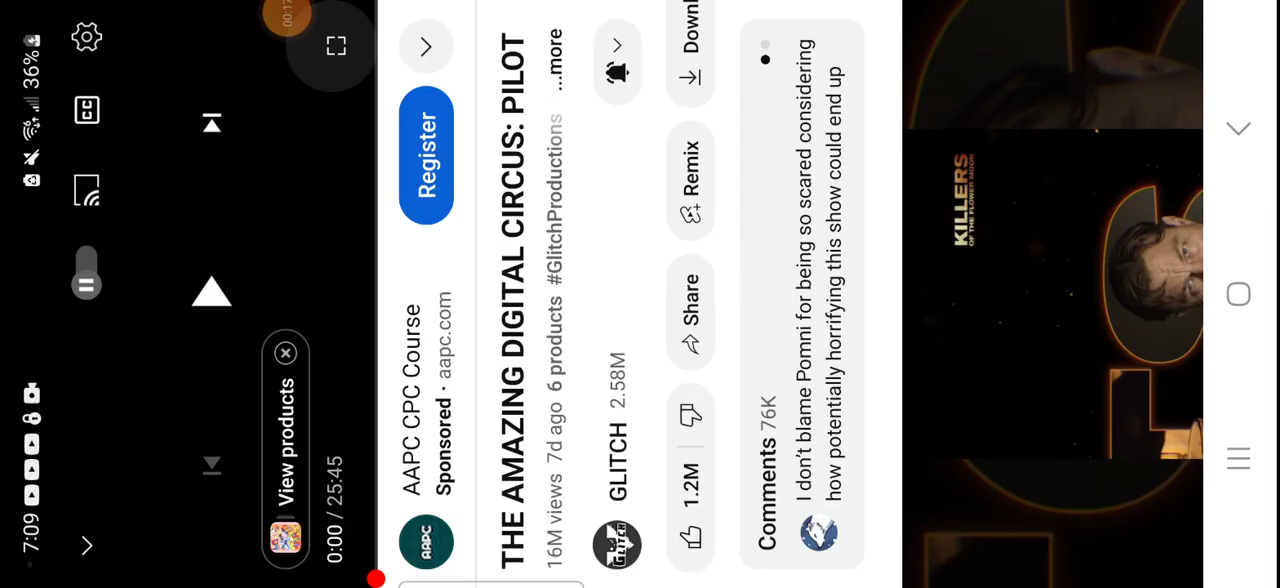 7:09
36%
00:17
View products
0:00 / 25:45
AAPC
AAPC CPC Course
Sponsored · aapc.com
Register
THE AMAZING DIGITAL CIRCUS: PILOT
16M views 7d ago 6 products #GlitchProductions ...more
GLITCH 2.58M
1.2M
Share
Remix
Downl
Comments 76K
I don't blame Pomni for being so scared considering
how potentially horrifying this show could end up
KILLERS
OF THE FLOWER MOON